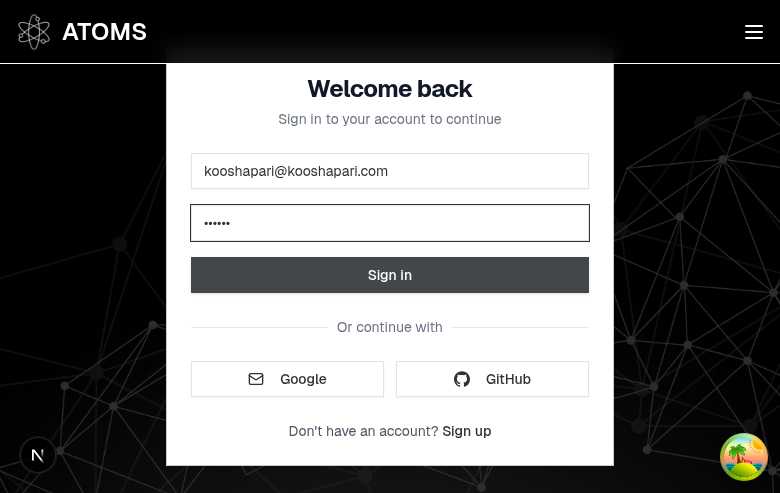 ATOMS
Welcome back
Sign in to your account to continue
kooshapari@kooshapari.com
••••••
Sign in
Or continue with
Google
GitHub
Don't have an account? Sign up
N